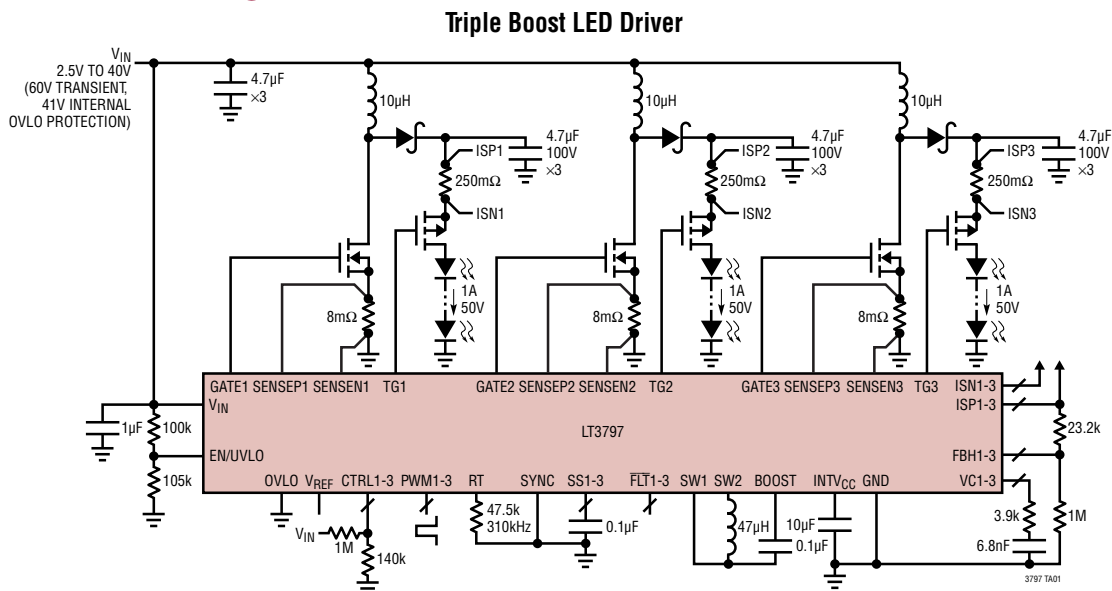 Triple Boost LED Driver
VIN
2.5V TO 40V
(60V TRANSIENT,
41V INTERNAL
OVLO PROTECTION)
4.7µF
×3
10µH
ISP1
250mΩ
ISN1
4.7µF
100V
×3
1A
50V
8mΩ
10µH
ISP2
250mΩ
ISN2
4.7µF
100V
×3
1A
50V
8mΩ
10µH
ISP3
250mΩ
ISN3
4.7µF
100V
×3
1A
50V
8mΩ
GATE1 SENSEP1 SENSEN1 TG1 GATE2 SENSEP2 SENSEN2 TG2 GATE3 SENSEP3 SENSEN3 TG3
VIN
EN/UVLO
LT3797
ISN1-3
ISP1-3
FBH1-3
VC1-3
OVLO VREF CTRL1-3 PWM1-3 RT SYNC SS1-3 FLT1-3 SW1 SW2 BOOST INTVCC GND
1µF
100k
105k
VIN
1M
140k
47.5k
310kHz
0.1µF
47µH
0.1µF
10µF
23.2k
3.9k
1M
6.8nF
3797 TA01